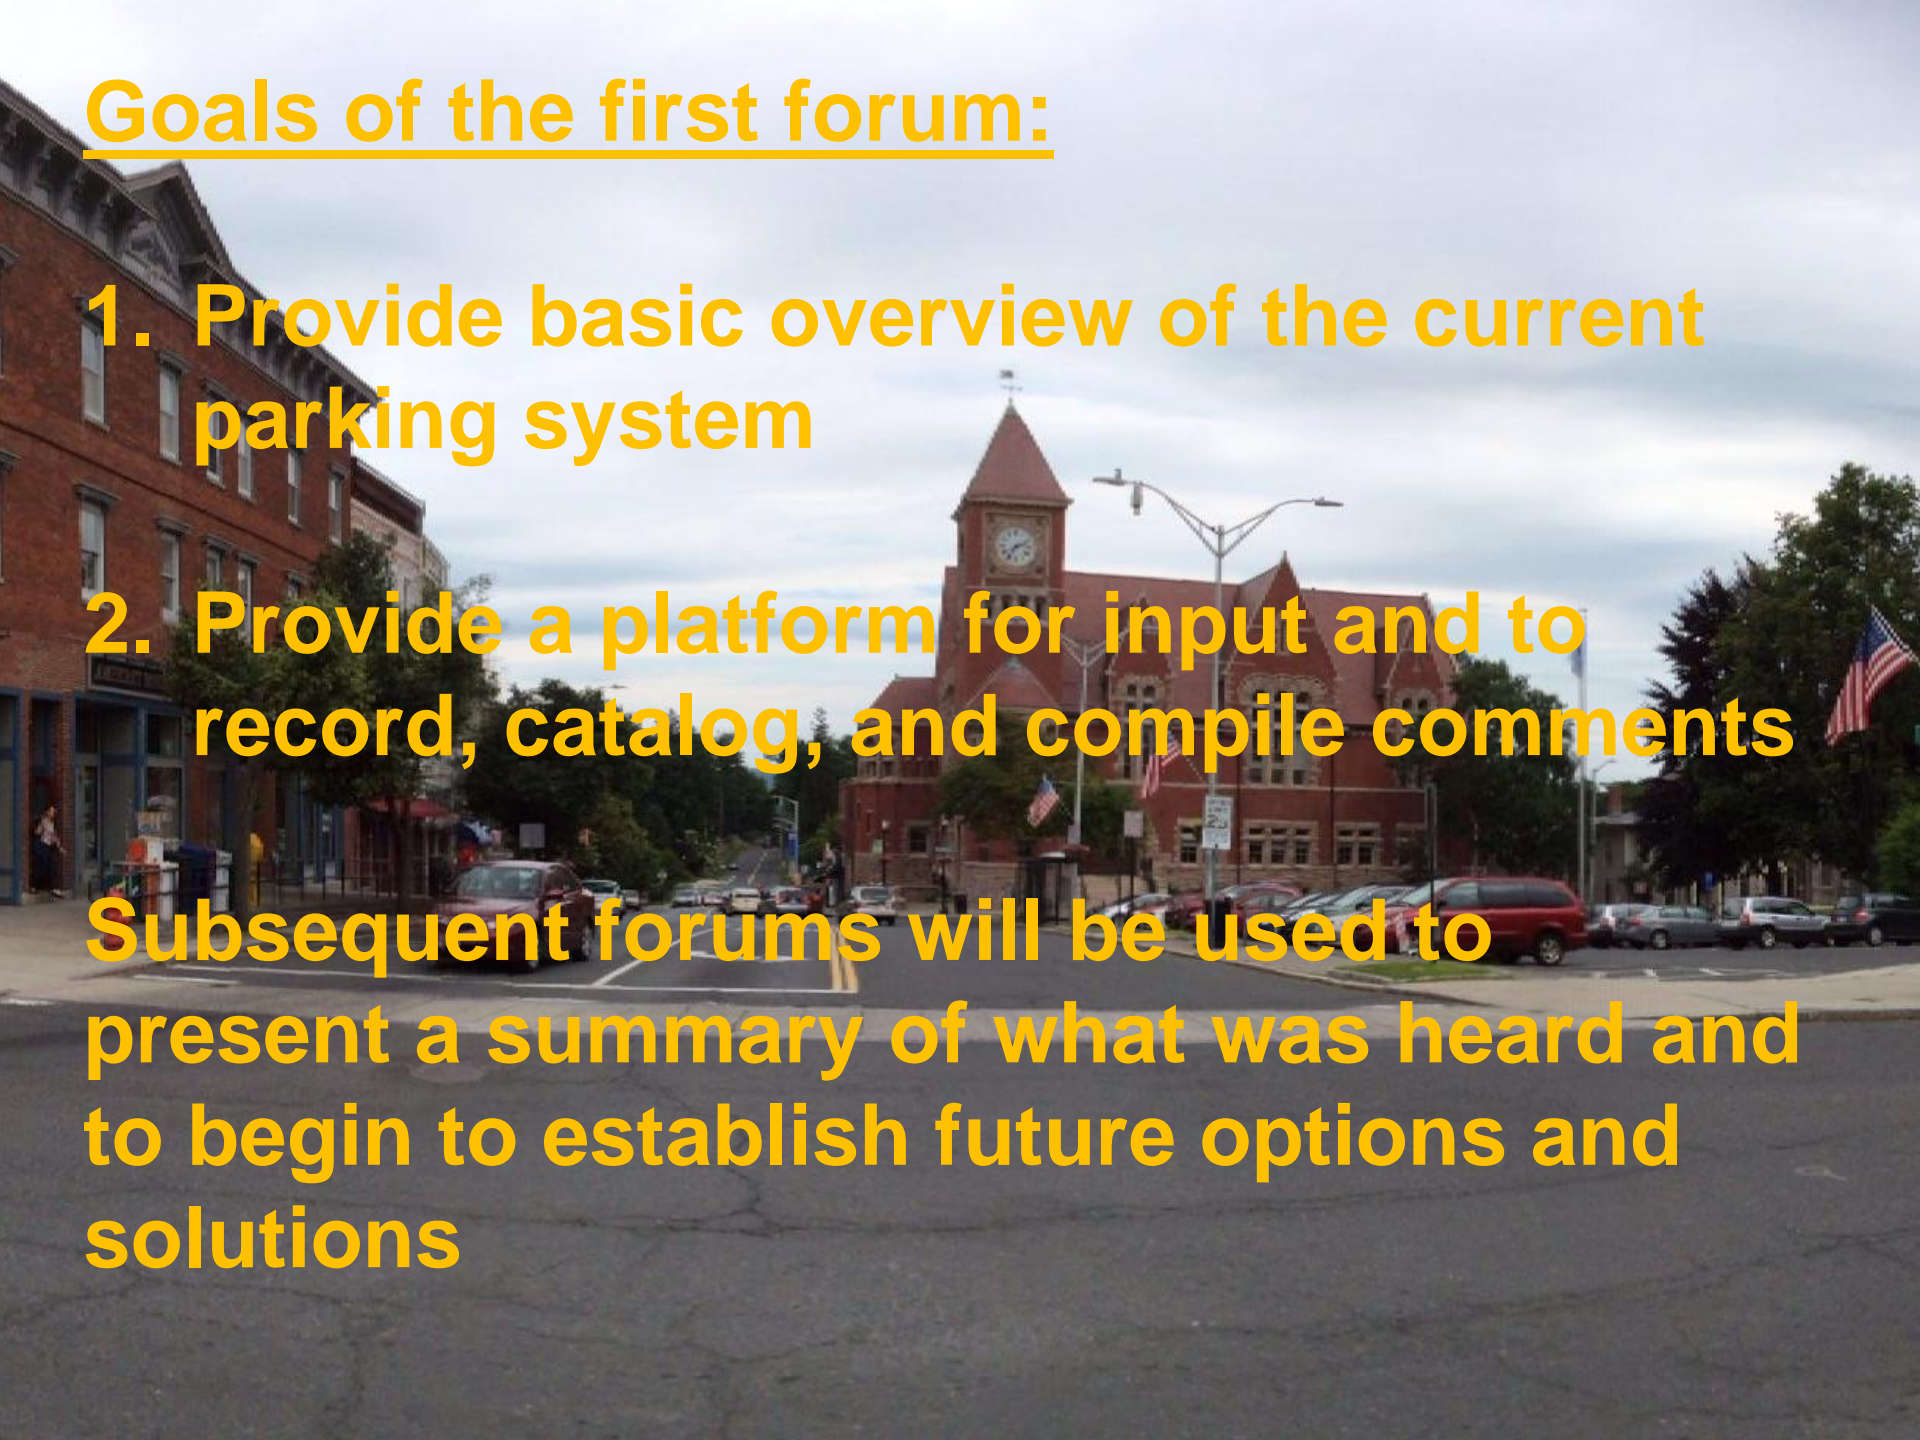 Goals of the first forum:
1. Provide basic overview of the current
parking system
2. Provide a platform for input and to
record, catalog, and compile comments
Subsequent forums will be used to
present a summary of what was heard and
to begin to establish future options and
solutions